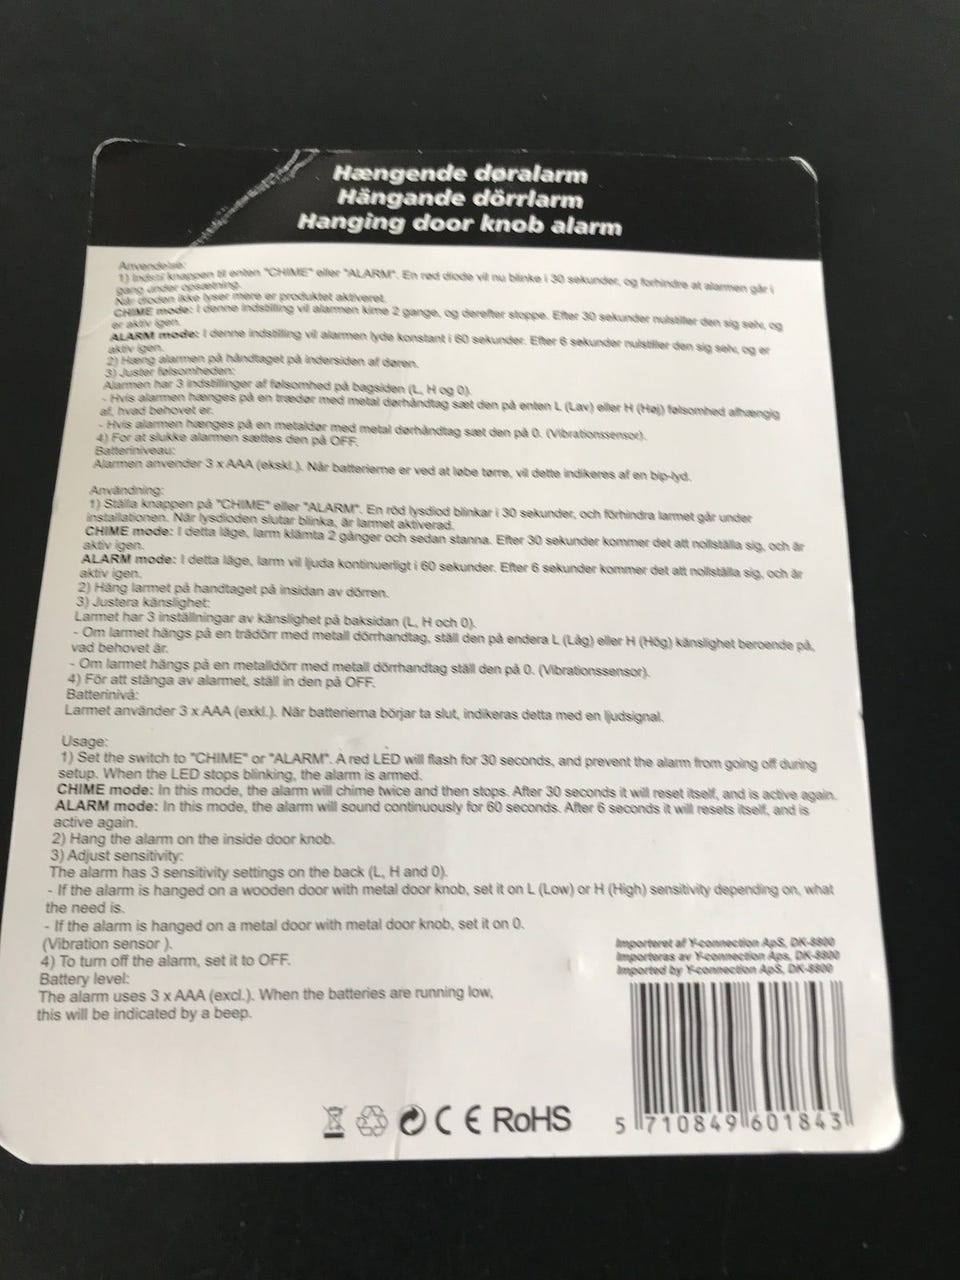 Hængende døralarm
Hängande dörrlarm
Hanging door knob alarm
Anvendelse:
1) Indstil knappen til enten "CHIME" eller "ALARM". En rød diode vil nu blinke i 30 sekunder, og forhindre at alarmen går i
gang under opsætning.
Når dioden ikke lyser mere er produktet aktiveret.
CHIME mode: I denne indstilling vil alarmen kime 2 gange, og derefter stoppe. Efter 30 sekunder nulstiller den sig selv, og
er aktiv igen.
ALARM mode: I denne indstilling vil alarmen lyde konstant i 60 sekunder. Efter 6 sekunder nulstiller den sig selv, og er
aktiv igen.
2) Hæng alarmen på håndtaget på indersiden af døren.
3) Juster følsomheden:
Alarmen har 3 indstillinger af følsomhed på bagsiden (L, H og 0).
- Hvis alarmen hænges på en trædør med metal dørhåndtag sæt den på enten L (Lav) eller H (Høj) følsomhed afhængig
af, hvad behovet er.
- Hvis alarmen hænges på en metaldør med metal dørhåndtag sæt den på 0. (Vibrationssensor).
4) For at slukke alarmen sættes den på OFF.
Batteriniveau:
Alarmen anvender 3 x AAA (ekskl.). Når batterierne er ved at løbe tørre, vil dette indikeres af en bip-lyd.
Användning:
1) Ställa knappen på "CHIME" eller "ALARM". En röd lysdiod blinkar i 30 sekunder, och förhindra larmet går under
installationen. När lysdioden slutar blinka, är larmet aktiverad.
CHIME mode: I detta läge, larm klämta 2 gånger och sedan stanna. Efter 30 sekunder kommer det att nollställa sig, och är
aktiv igen.
ALARM mode: I detta läge, larm vil ljuda kontinuerligt i 60 sekunder. Efter 6 sekunder kommer det att nollställa sig, och är
aktiv igen.
2) Häng larmet på handtaget på insidan av dörren.
3) Justera känslighet:
Larmet har 3 inställningar av känslighet på baksidan (L, H och 0).
- Om larmet hängs på en trädörr med metall dörrhandtag, ställ den på endera L (Låg) eller H (Hög) känslighet beroende på,
vad behovet är.
- Om larmet hängs på en metalldörr med metall dörrhandtag ställ den på 0. (Vibrationssensor).
4) För att stänga av alarmet, ställ in den på OFF.
Batterinivå:
Larmet använder 3 x AAA (exkl.). När batterierna börjar ta slut, indikeras detta med en ljudsignal.
Usage:
1) Set the switch to "CHIME" or "ALARM". A red LED will flash for 30 seconds, and prevent the alarm from going off during
setup. When the LED stops blinking, the alarm is armed.
CHIME mode: In this mode, the alarm will chime twice and then stops. After 30 seconds it will reset itself, and is active again.
ALARM mode: In this mode, the alarm will sound continuously for 60 seconds. After 6 seconds it will resets itself, and is
active again.
2) Hang the alarm on the inside door knob.
3) Adjust sensitivity:
The alarm has 3 sensitivity settings on the back (L, H and 0).
- If the alarm is hanged on a wooden door with metal door knob, set it on L (Low) or H (High) sensitivity depending on, what
the need is.
- If the alarm is hanged on a metal door with metal door knob, set it on 0.
(Vibration sensor ).
4) To turn off the alarm, set it to OFF.
Battery level:
The alarm uses 3 x AAA (excl.). When the batteries are running low,
this will be indicated by a beep.
Importeret af Y-connection ApS, DK-8800
Importeras av Y-connection Aps, DK-8800
Imported by Y-connection ApS, DK-8800
CE RoHS
5 710849 601843